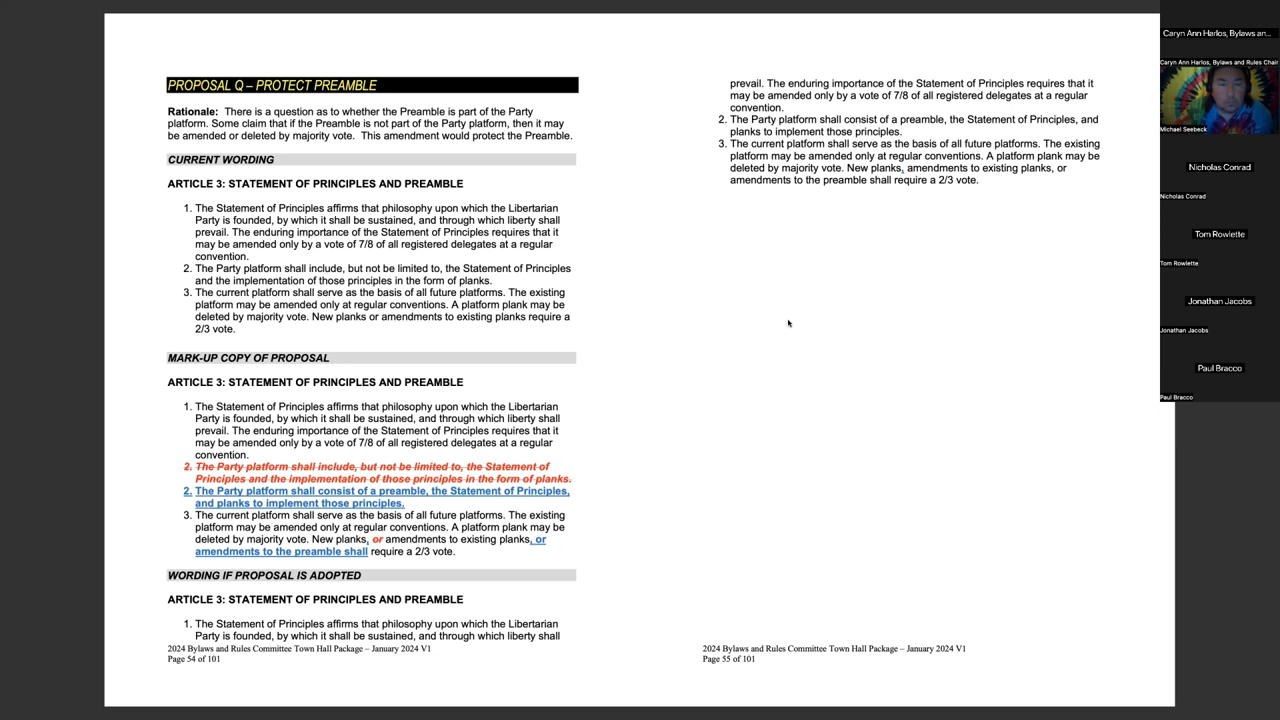 PROPOSAL Q – PROTECT PREAMBLE
Rationale: There is a question as to whether the Preamble is part of the Party
platform. Some claim that if the Preamble is not part of the Party platform, then it may
be amended or deleted by majority vote. This amendment would protect the Preamble.
CURRENT WORDING
ARTICLE 3: STATEMENT OF PRINCIPLES AND PREAMBLE
1. The Statement of Principles affirms that philosophy upon which the Libertarian
Party is founded, by which it shall be sustained, and through which liberty shall
prevail. The enduring importance of the Statement of Principles requires that it
may be amended only by a vote of 7/8 of all registered delegates at a regular
convention.
2. The Party platform shall include, but not be limited to, the Statement of Principles
and the implementation of those principles in the form of planks.
3. The current platform shall serve as the basis of all future platforms. The existing
platform may be amended only at regular conventions. A platform plank may be
deleted by majority vote. New planks or amendments to existing planks require a
2/3 vote.
MARK-UP COPY OF PROPOSAL
ARTICLE 3: STATEMENT OF PRINCIPLES AND PREAMBLE
1. The Statement of Principles affirms that philosophy upon which the Libertarian
Party is founded, by which it shall be sustained, and through which liberty shall
prevail. The enduring importance of the Statement of Principles requires that it
may be amended only by a vote of 7/8 of all registered delegates at a regular
convention.
2. The Party platform shall include, but not be limited to, the Statement of
Principles and the implementation of those principles in the form of planks.
2. The Party platform shall consist of a preamble, the Statement of Principles,
and planks to implement those principles.
3. The current platform shall serve as the basis of all future platforms. The existing
platform may be amended only at regular conventions. A platform plank may be
deleted by majority vote. New planks, or amendments to existing planks, or
amendments to the preamble shall require a 2/3 vote.
WORDING IF PROPOSAL IS ADOPTED
ARTICLE 3: STATEMENT OF PRINCIPLES AND PREAMBLE
1. The Statement of Principles affirms that philosophy upon which the Libertarian
Party is founded, by which it shall be sustained, and through which liberty shall
2024 Bylaws and Rules Committee Town Hall Package – January 2024 V1
Page 54 of 101
prevail. The enduring importance of the Statement of Principles requires that it
may be amended only by a vote of 7/8 of all registered delegates at a regular
convention.
2. The Party platform shall consist of a preamble, the Statement of Principles, and
planks to implement those principles.
3. The current platform shall serve as the basis of all future platforms. The existing
platform may be amended only at regular conventions. A platform plank may be
deleted by majority vote. New planks, amendments to existing planks, or
amendments to the preamble shall require a 2/3 vote.
2024 Bylaws and Rules Committee Town Hall Package – January 2024 V1
Page 55 of 101
Caryn Ann Harlos, Bylaws an...
Caryn Ann Harlos, Bylaws and Rules Chair
Michael Seebeck
Nicholas Conrad
Nicholas Conrad
Tom Rowlette
Tom Rowlette
Jonathan Jacobs
Jonathan Jacobs
Paul Bracco
Paul Bracco